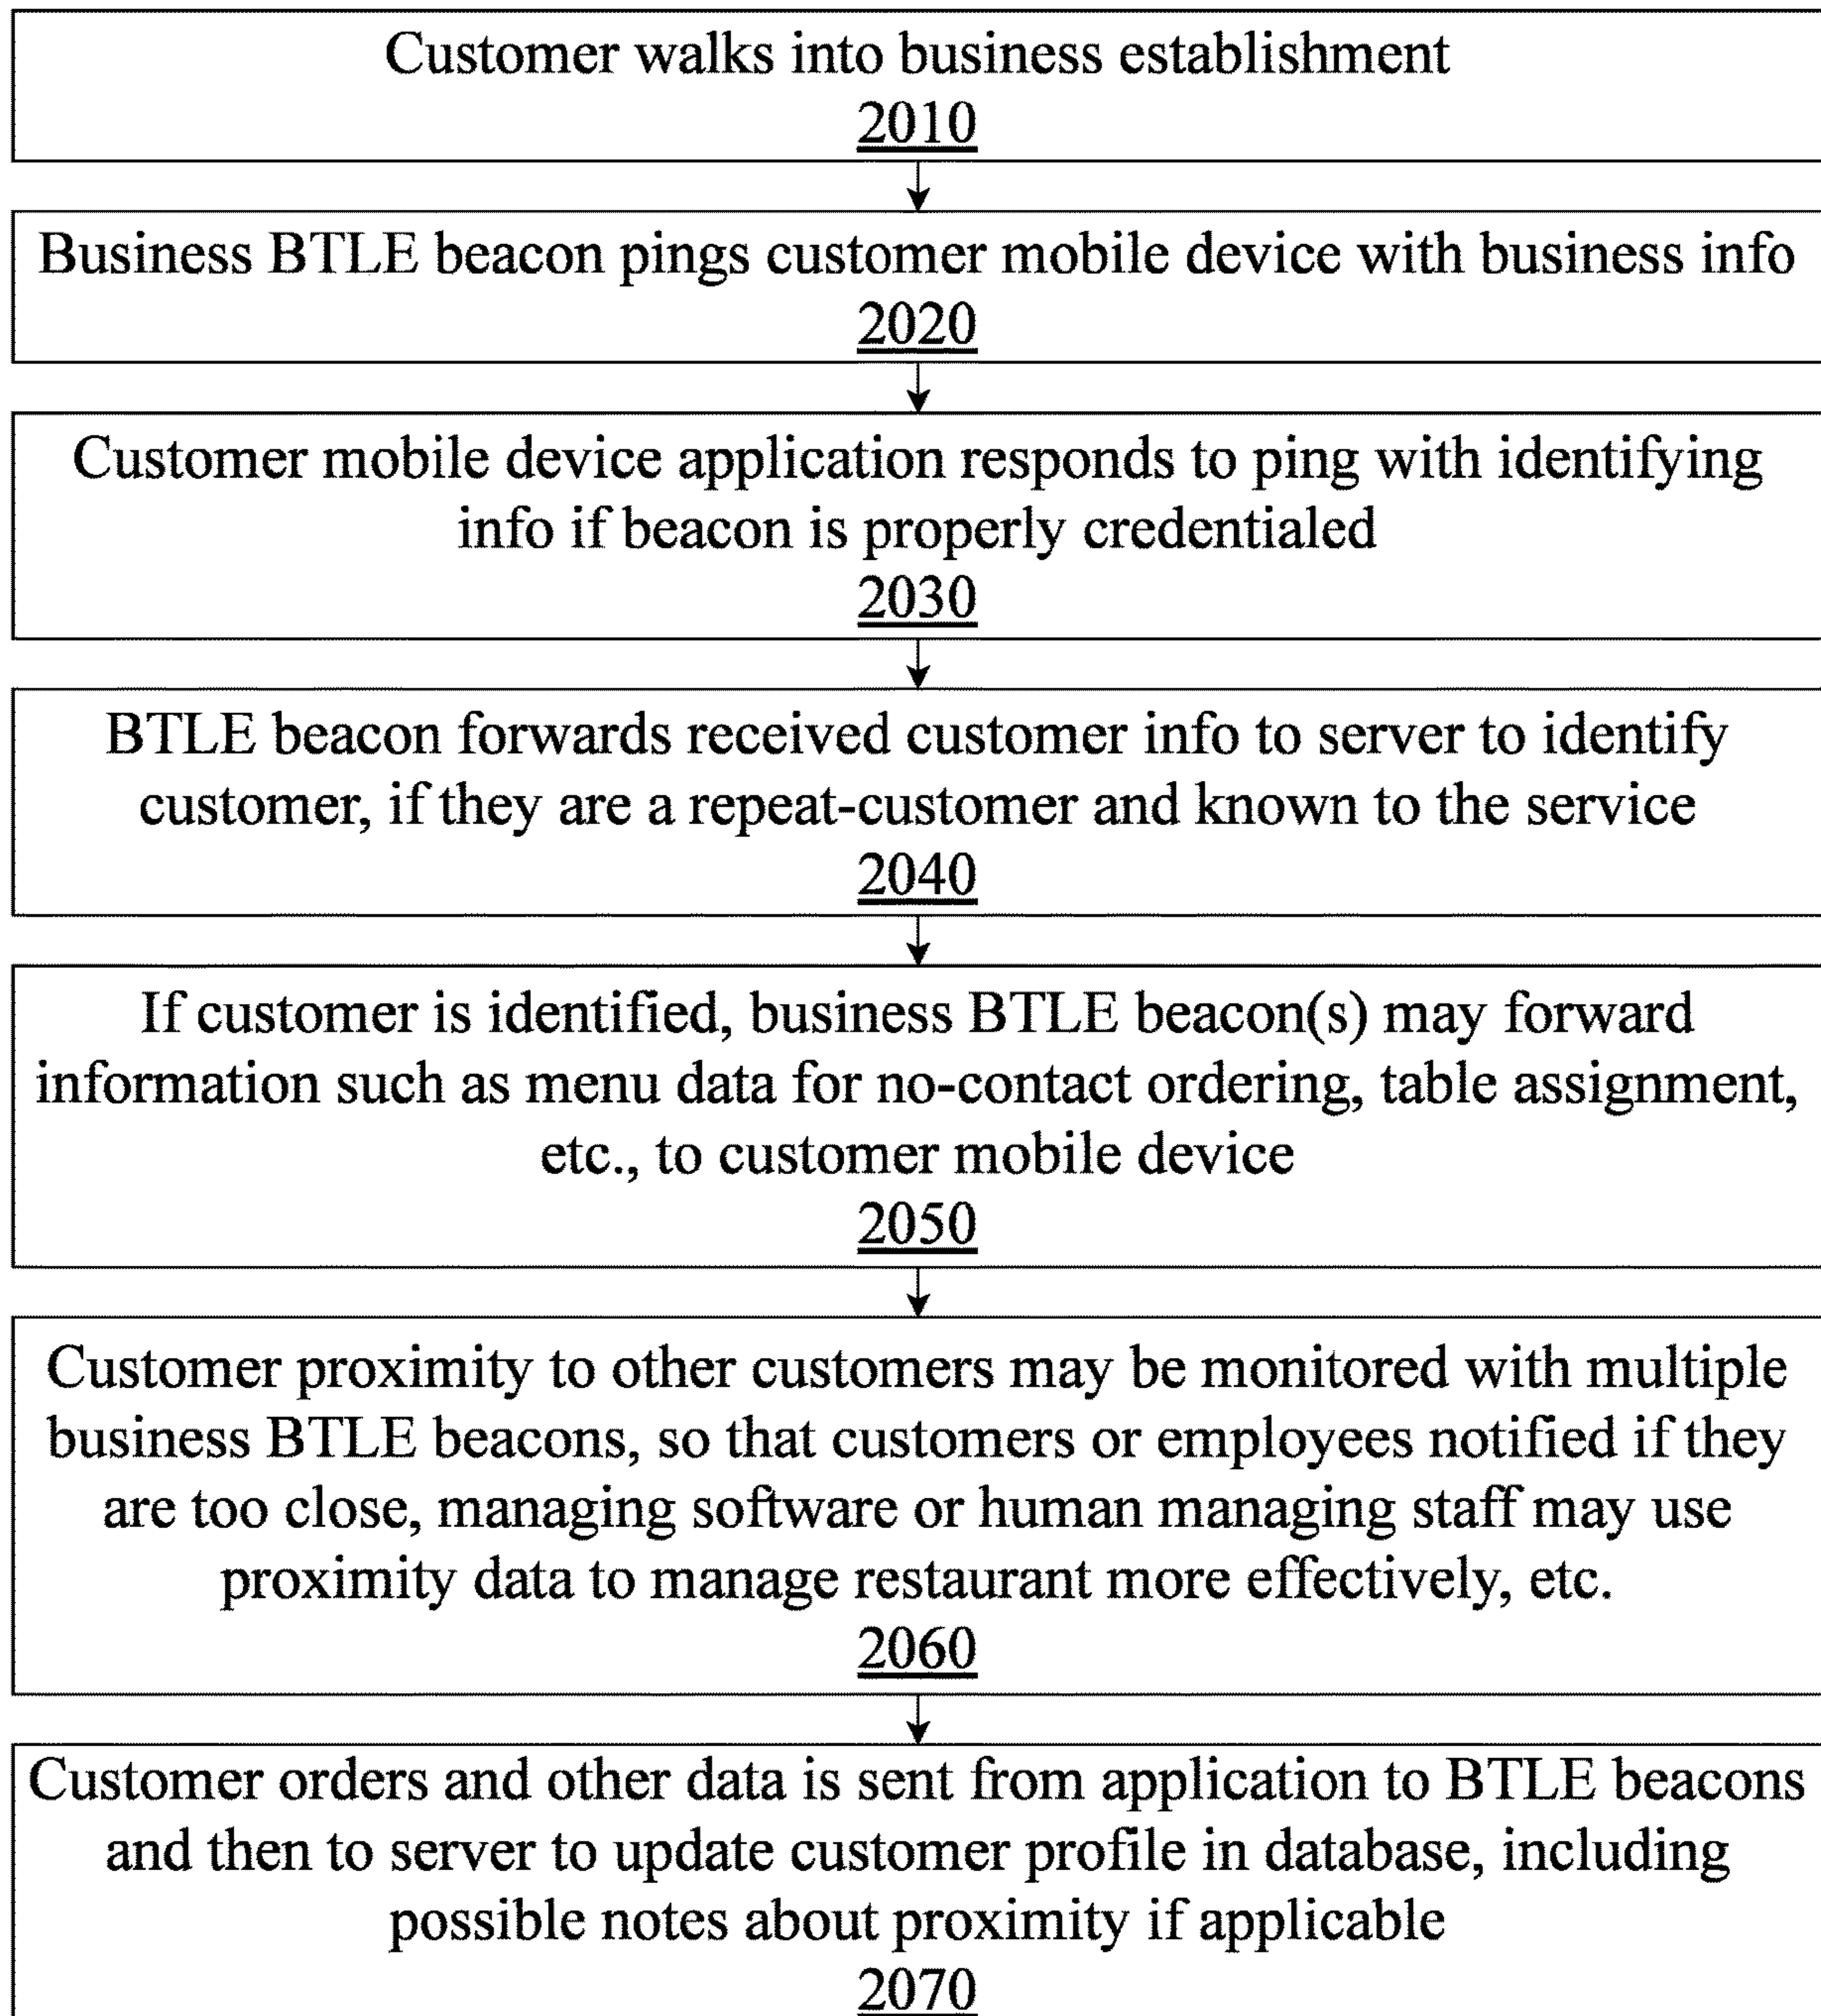 Customer walks into business establishment
2010
Business BTLE beacon pings customer mobile device with business info
2020
Customer mobile device application responds to ping with identifying
info if beacon is properly credentialed
2030
BTLE beacon forwards received customer info to server to identify
customer, if they are a repeat-customer and known to the service
2040
If customer is identified, business BTLE beacon(s) may forward
information such as menu data for no-contact ordering, table assignment,
etc., to customer mobile device
2050
Customer proximity to other customers may be monitored with multiple
business BTLE beacons, so that customers or employees notified if they
are too close, managing software or human managing staff may use
proximity data to manage restaurant more effectively, etc.
2060
Customer orders and other data is sent from application to BTLE beacons
and then to server to update customer profile in database, including
possible notes about proximity if applicable
2070